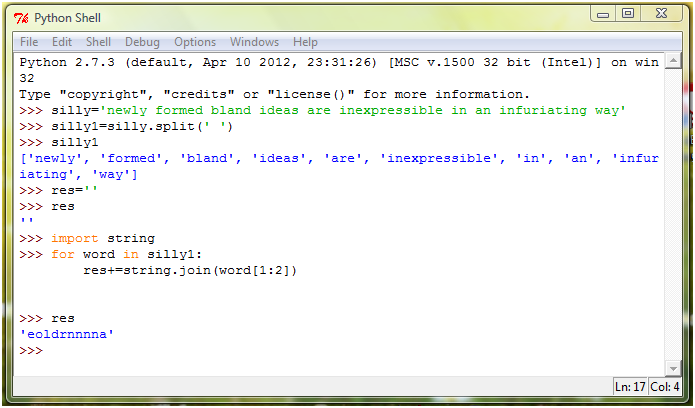 Python Shell
File Edit Shell Debug Options Windows Help
Python 2.7.3 (default, Apr 10 2012, 23:31:26) [MSC v.1500 32 bit (Intel)] on win
32
Type "copyright", "credits" or "license()" for more information.
>>> silly='newly formed bland ideas are inexpressible in an infuriating way'
>>> silly1=silly.split(' ')
>>> silly1
['newly', 'formed', 'bland', 'ideas', 'are', 'inexpressible', 'in', 'an', 'infur
iating', 'way']
>>> res=''
>>> res
''
>>> import string
>>> for word in silly1:
        res+=string.join(word[1:2])
>>> res
'eoldrnnnna'
>>>
Ln: 17 Col: 4